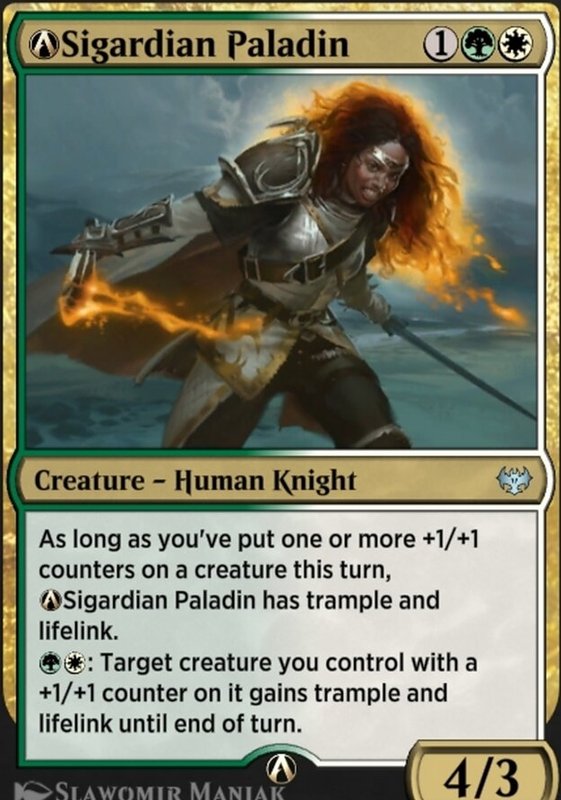 Sigardian Paladin 1
Creature – Human Knight
As long as you've put one or more +1/+1
counters on a creature this turn,
Sigardian Paladin has trample and
lifelink.
: Target creature you control with a
+1/+1 counter on it gains trample and
lifelink until end of turn.
4/3
Slawomir Maniak